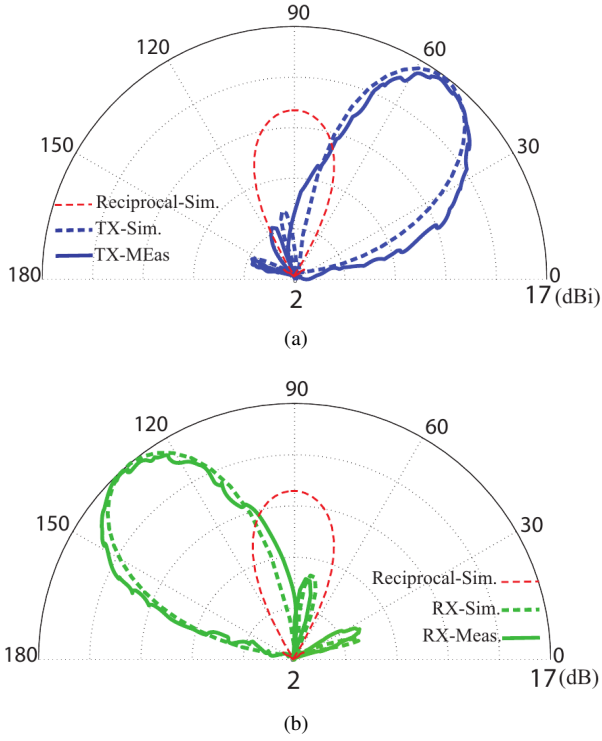 90
120
60
150
30
Reciprocal-Sim.
TX-Sim.
TX-MEas
180
0
2
17 (dBi)
(a)
90
120
60
150
30
Reciprocal-Sim.
RX-Sim.
RX-Meas.
180
0
2
17 (dB)
(b)